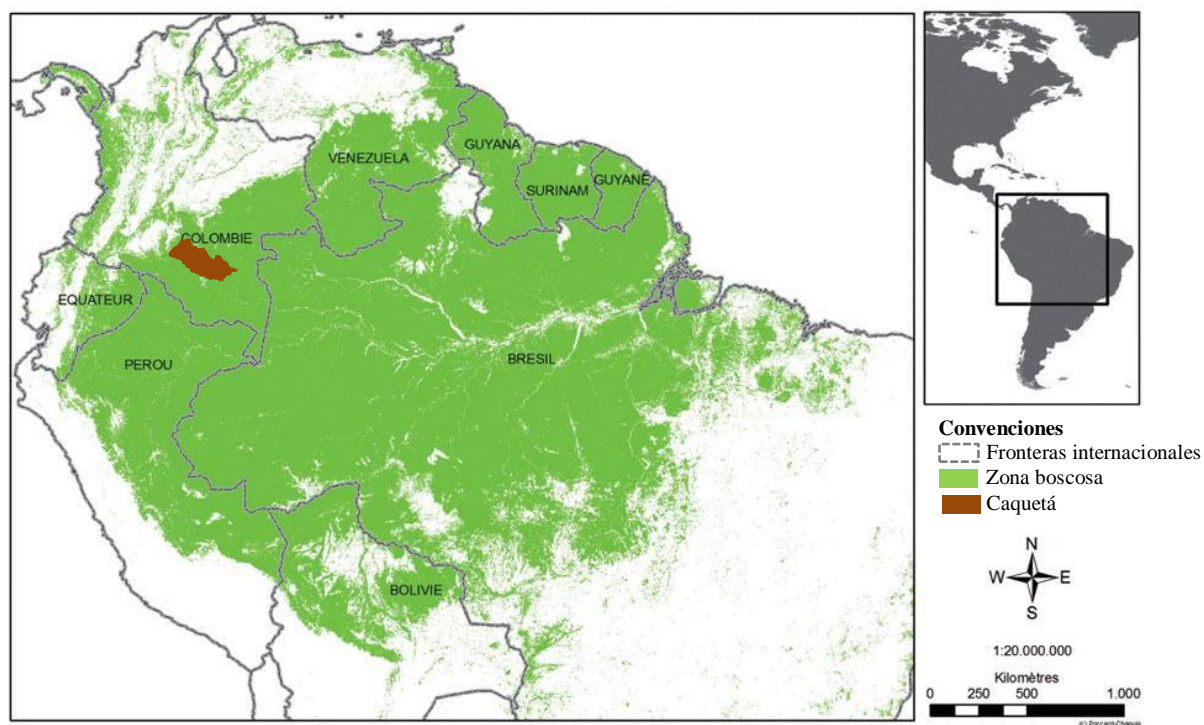 VENEZUELA
GUYANA
SURINAM
GUYANE
COLOMBIE
EQUATEUR
PEROU
BRESIL
BOLIVIE
Convenciones
Fronteras internacionales
Zona boscosa
Caquetá
N
W E
S
1:20.000.000
Kilomètres
0 250 500 1.000